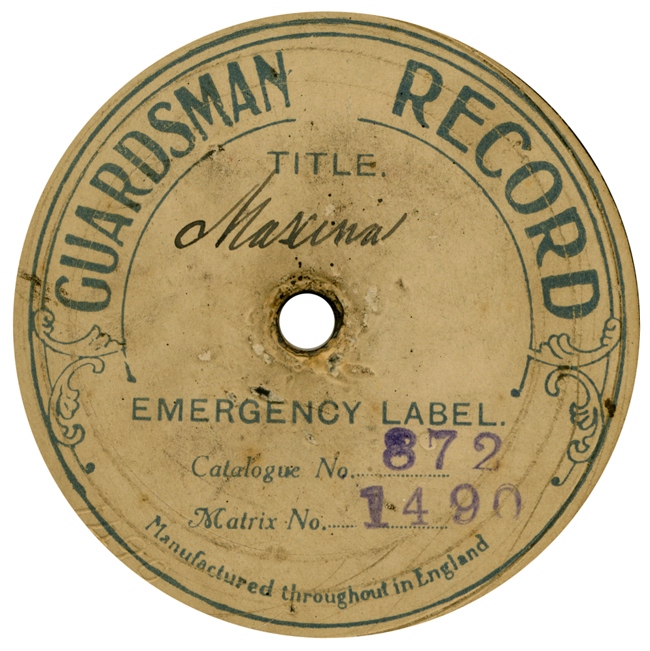 GUARDSMAN RECORD
TITLE.
Maxina
EMERGENCY LABEL.
Catalogue No. 872
Matrix No. 1490
Manufactured throughout in England